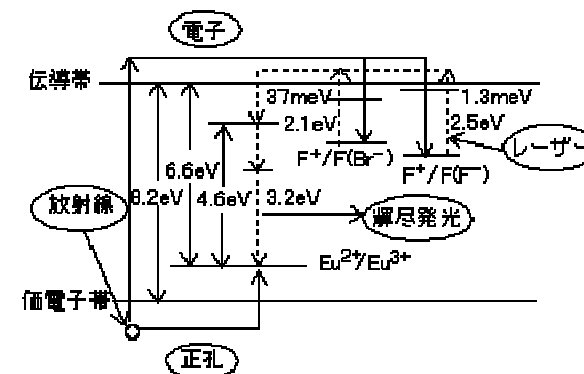 電子
伝導帯
37meV
1.3meV
2.1eV
2.5eV
F⁺/F(Br⁻)
F⁺/F(F⁻)
レーザー
6.6eV
8.2eV
4.6eV
3.2eV
放射線
輝尽発光
Eu²⁺/Eu³⁺
価電子帯
正孔